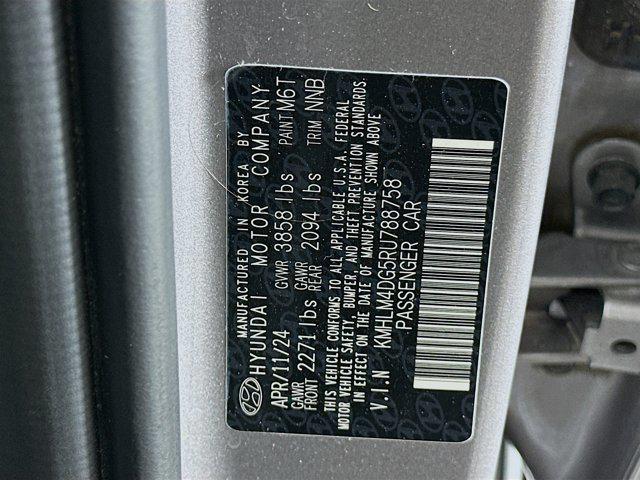 MANUFACTURED IN KOREA BY
HYUNDAI MOTOR COMPANY
APR/11/24 GVWR 3858 lbs PAINT M6T
GAWR FRONT 2271 lbs GAWR REAR 2094 lbs TRIM NNB
THIS VEHICLE CONFORMS TO ALL APPLICABLE U.S.A. FEDERAL
MOTOR VEHICLE SAFETY, BUMPER, AND THEFT PREVENTION STANDARDS
IN EFFECT ON THE DATE OF MANUFACTURE SHOWN ABOVE
V.I.N KMHLM4DG5RU788758
PASSENGER CAR